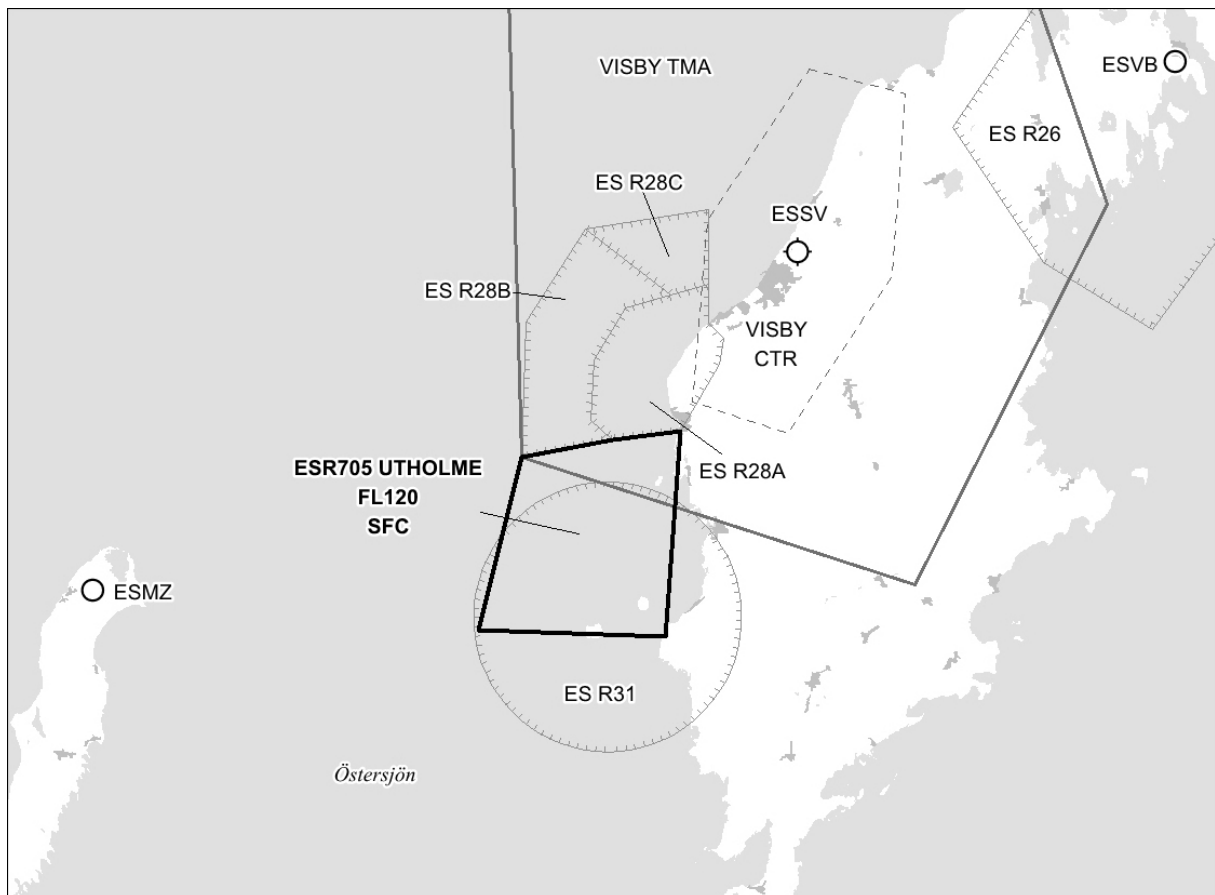 VISBY TMA
ESVB
ES R26
ES R28C
ESSV
ES R28B
VISBY
CTR
ESR705 UTHOLME
FL120
SFC
ES R28A
ESMZ
ES R31
Östersjön